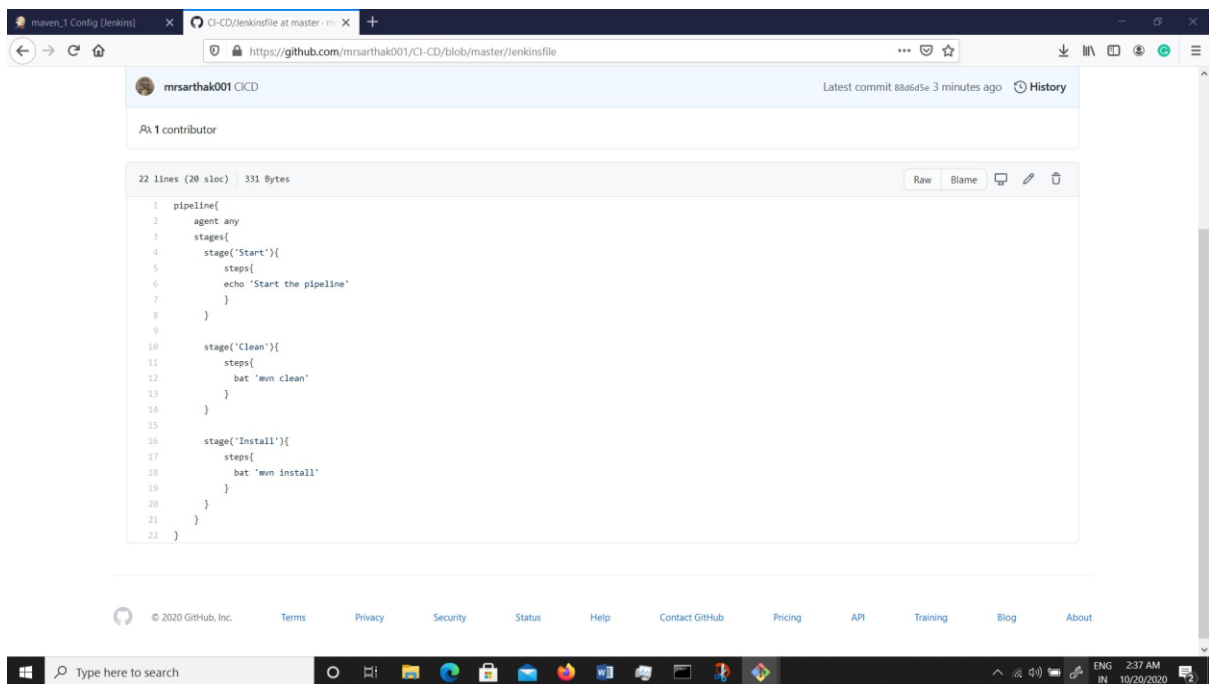 maven_1 Config [Jenkins]
CI-CD/Jenkinsfile at master · m
https://github.com/mrsarthak001/CI-CD/blob/master/Jenkinsfile
mrsarthak001 CICD
Latest commit 88d6d5e 3 minutes ago
History
1 contributor
22 lines (20 sloc) 331 Bytes
Raw Blame
1 pipeline{
2 agent any
3 stages{
4 stage('Start'){
5 steps{
6 echo 'Start the pipeline'
7 }
8 }
9
10 stage('Clean'){
11 steps{
12 bat 'mvn clean'
13 }
14 }
15
16 stage('Install'){
17 steps{
18 bat 'mvn install'
19 }
20 }
21 }
22 }
© 2020 GitHub, Inc. Terms Privacy Security Status Help Contact GitHub Pricing API Training Blog About
Type here to search
ENG 2:37 AM
IN 10/20/2020
2